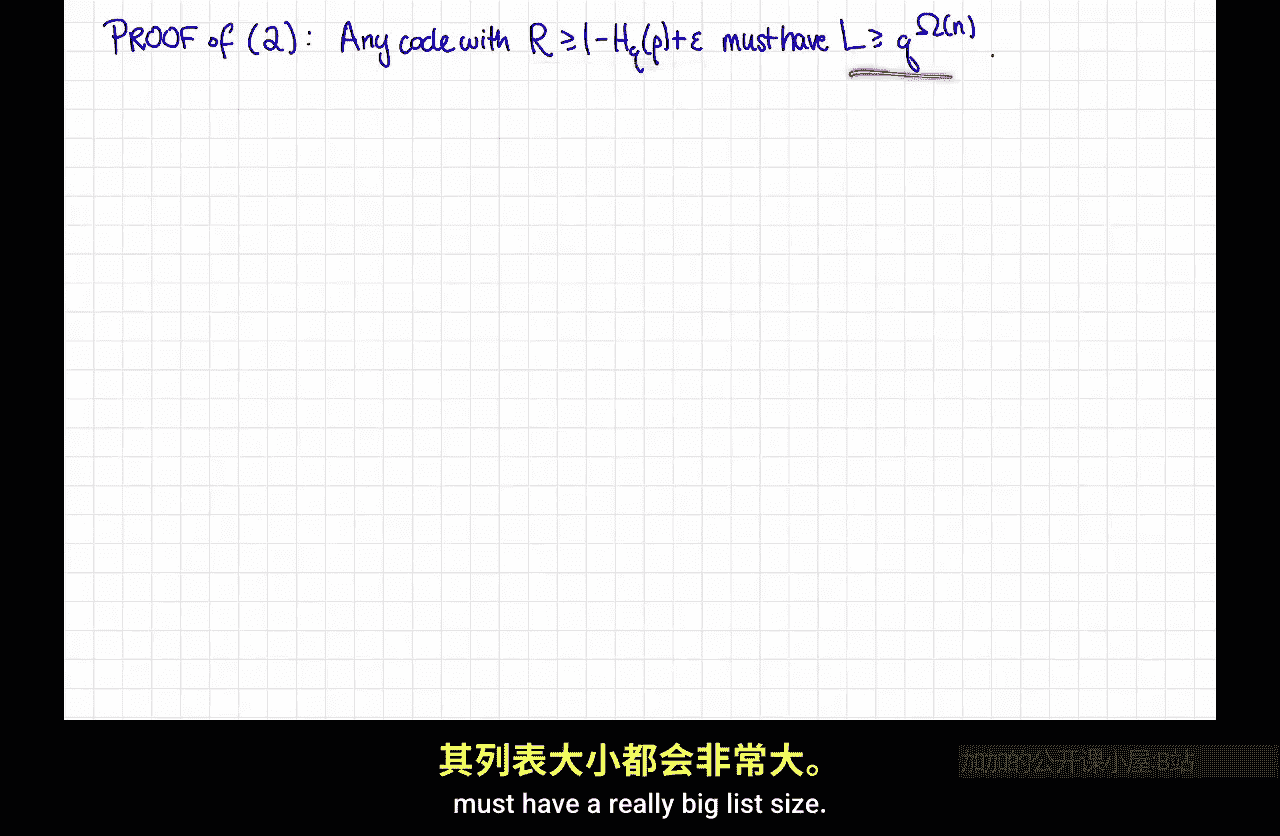 PROOF of (2): Any code with R ≥ 1 - H_q(p) + ε must have L ≥ q^Ω(n).
其列表大小都会非常大。
must have a really big list size.
加加的公开课小屋:B站